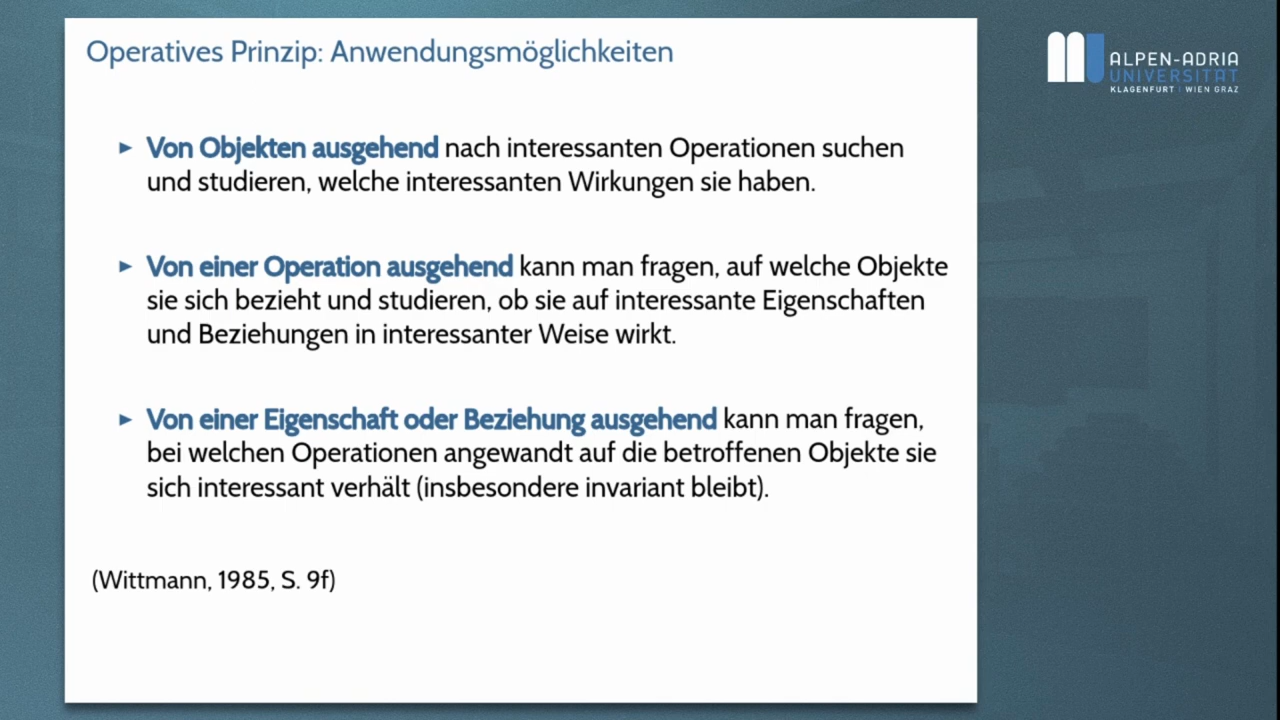 Operatives Prinzip: Anwendungsmöglichkeiten
ALPEN-ADRIA
UNIVERSITÄT
KLAGENFURT | WIEN GRAZ
► Von Objekten ausgehend nach interessanten Operationen suchen
und studieren, welche interessanten Wirkungen sie haben.
► Von einer Operation ausgehend kann man fragen, auf welche Objekte
sie sich bezieht und studieren, ob sie auf interessante Eigenschaften
und Beziehungen in interessanter Weise wirkt.
► Von einer Eigenschaft oder Beziehung ausgehend kann man fragen,
bei welchen Operationen angewandt auf die betroffenen Objekte sie
sich interessant verhält (insbesondere invariant bleibt).
(Wittmann, 1985, S. 9f)